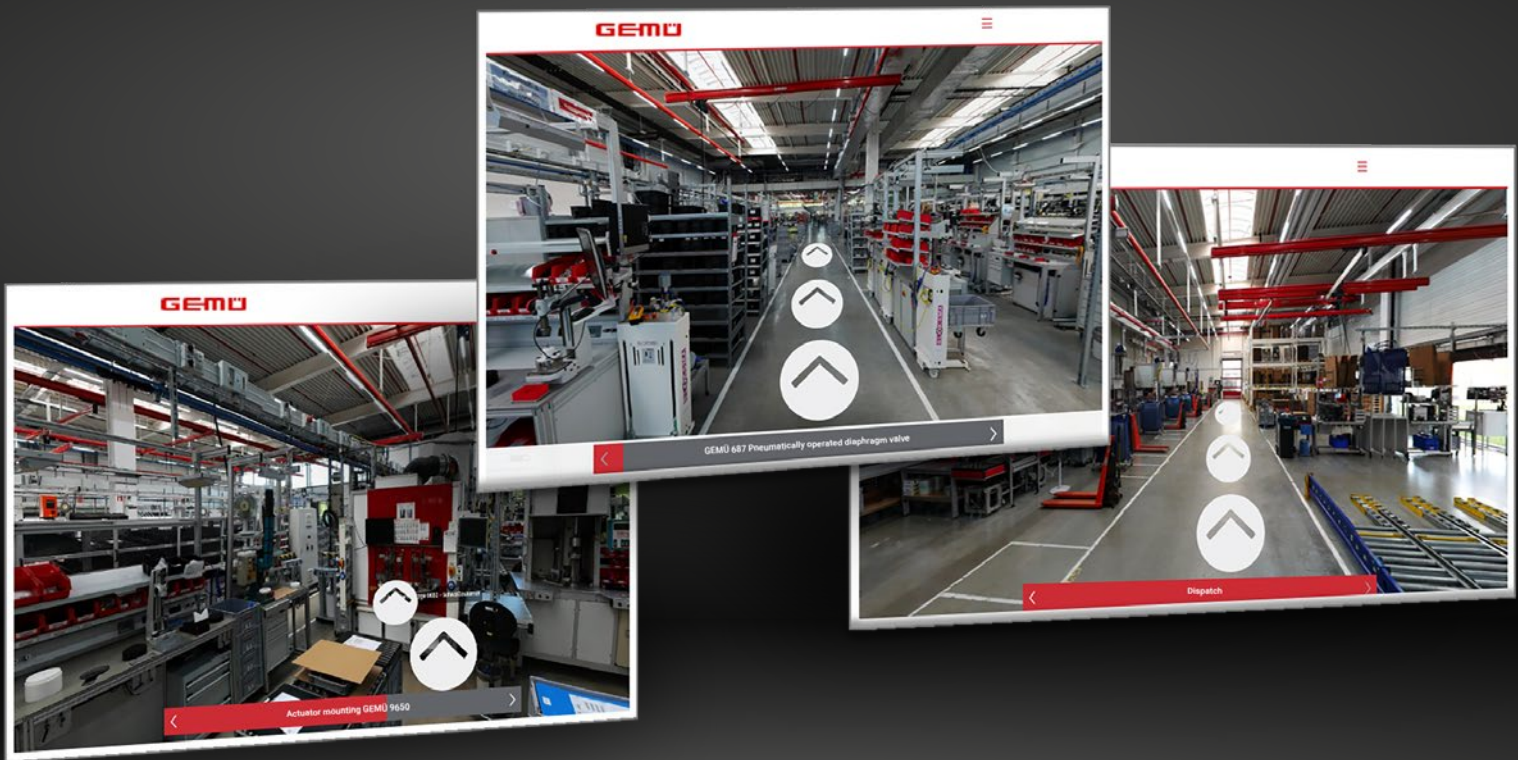 GEMÜ
GEMÜ 687 Pneumatically operated diaphragm valve
GEMÜ
Actuator mounting GEMÜ 9650
Dispatch